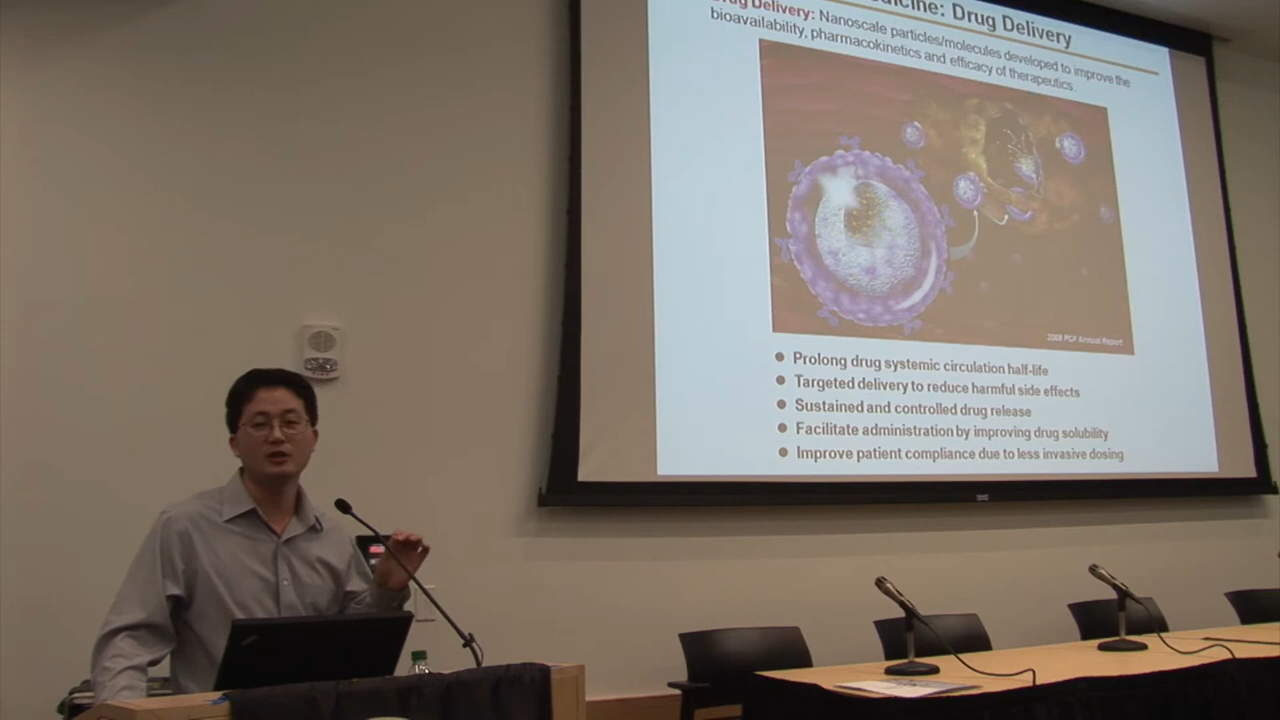 dicine: Drug Delivery
Drug Delivery: Nanoscale particles/molecules developed to improve the
bioavailability, pharmacokinetics and efficacy of therapeutics.
2008 PGF Annual Report
Prolong drug systemic circulation half-life
Targeted delivery to reduce harmful side effects
Sustained and controlled drug release
Facilitate administration by improving drug solubility
Improve patient compliance due to less invasive dosing